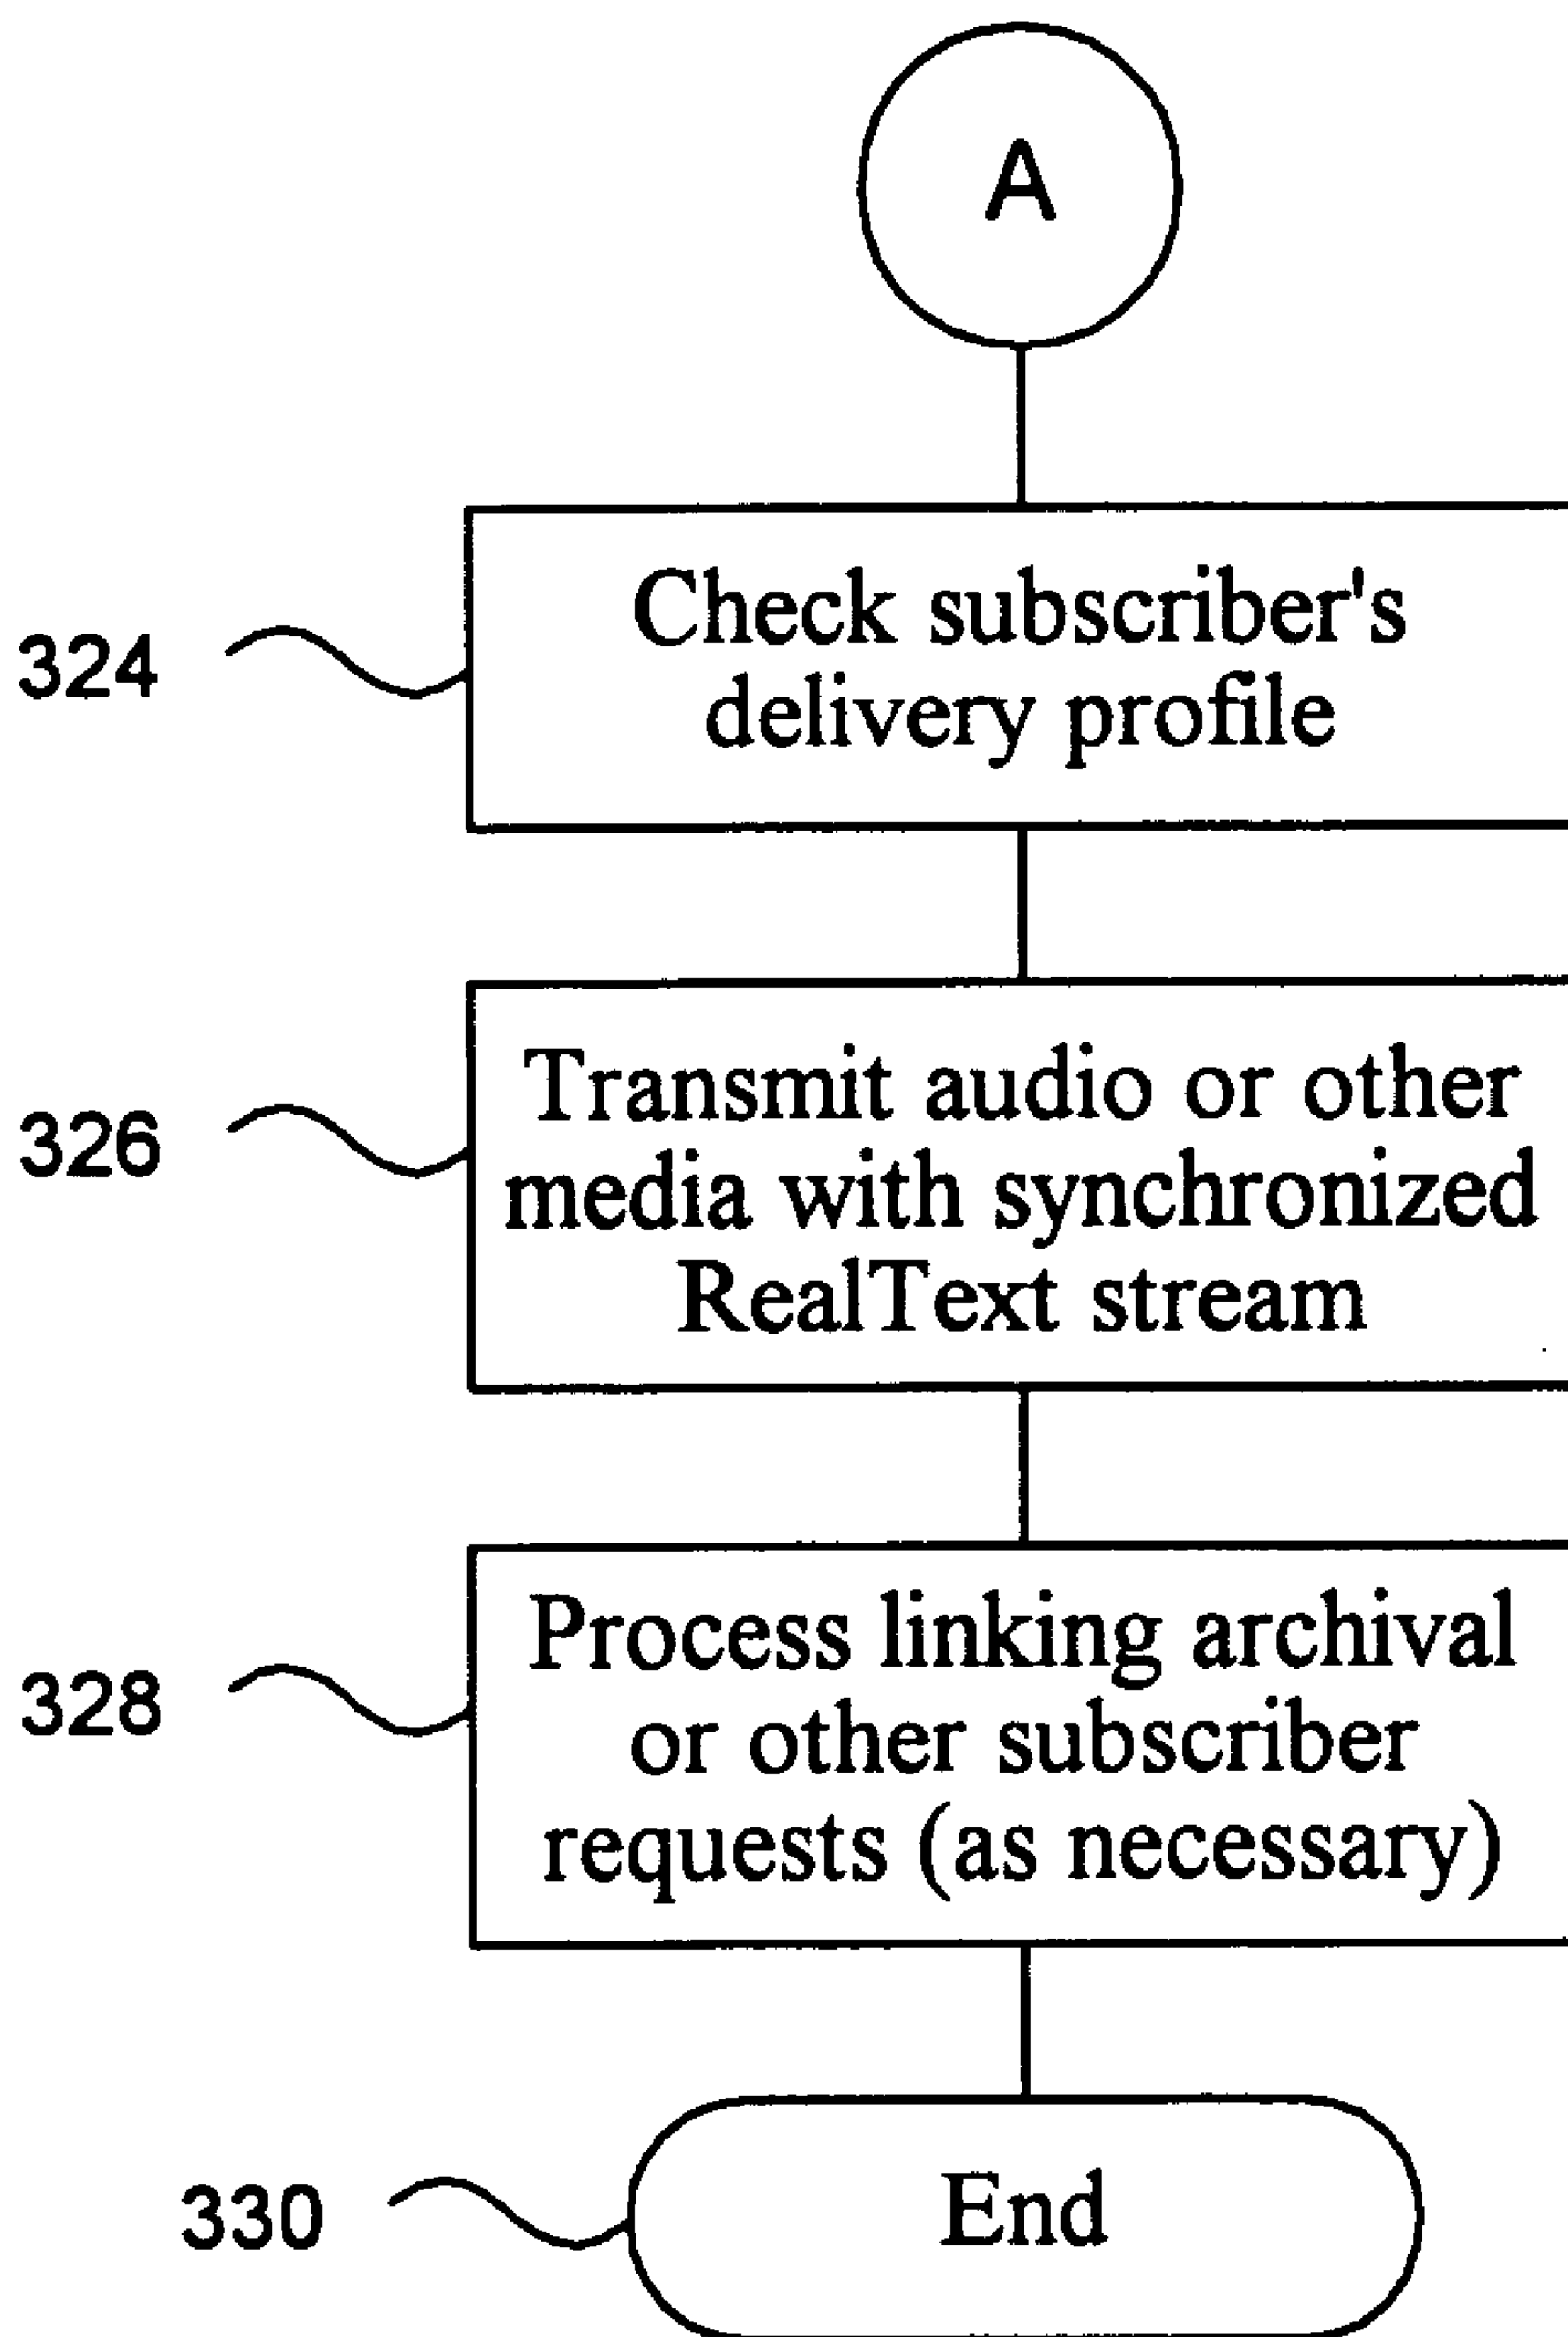 A
324
Check subscriber's
delivery profile
326
Transmit audio or other
media with synchronized
RealText stream
328
Process linking archival
or other subscriber
requests (as necessary)
330
End